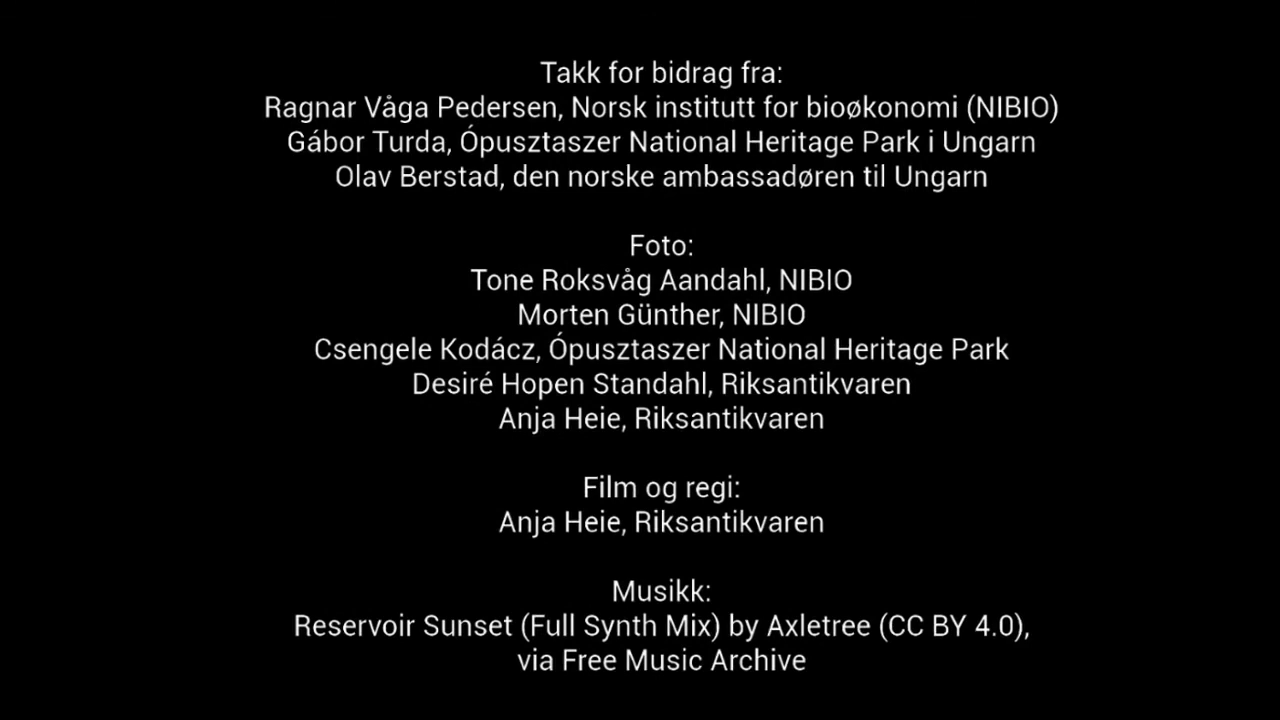 Takk for bidrag fra:
Ragnar Våga Pedersen, Norsk institutt for bioøkonomi (NIBIO)
Gábor Turda, Ópusztaszer National Heritage Park i Ungarn
Olav Berstad, den norske ambassadøren til Ungarn
Foto:
Tone Roksvåg Aandahl, NIBIO
Morten Günther, NIBIO
Csengele Kodácz, Ópusztaszer National Heritage Park
Desiré Hopen Standahl, Riksantikvaren
Anja Heie, Riksantikvaren
Film og regi:
Anja Heie, Riksantikvaren
Musikk:
Reservoir Sunset (Full Synth Mix) by Axletree (CC BY 4.0),
via Free Music Archive